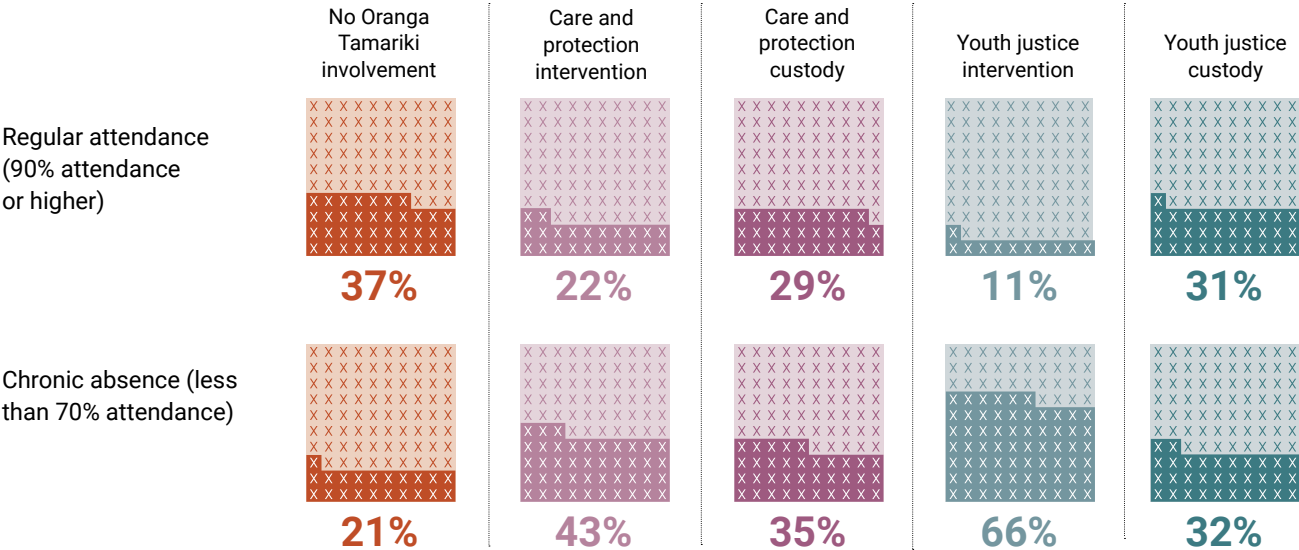 No Oranga
Tamariki
involvement
Care and
protection
intervention
Care and
protection
custody
Youth justice
intervention
Youth justice
custody
Regular attendance
(90% attendance
or higher)
37%
22%
29%
11%
31%
Chronic absence (less
than 70% attendance)
21%
43%
35%
66%
32%